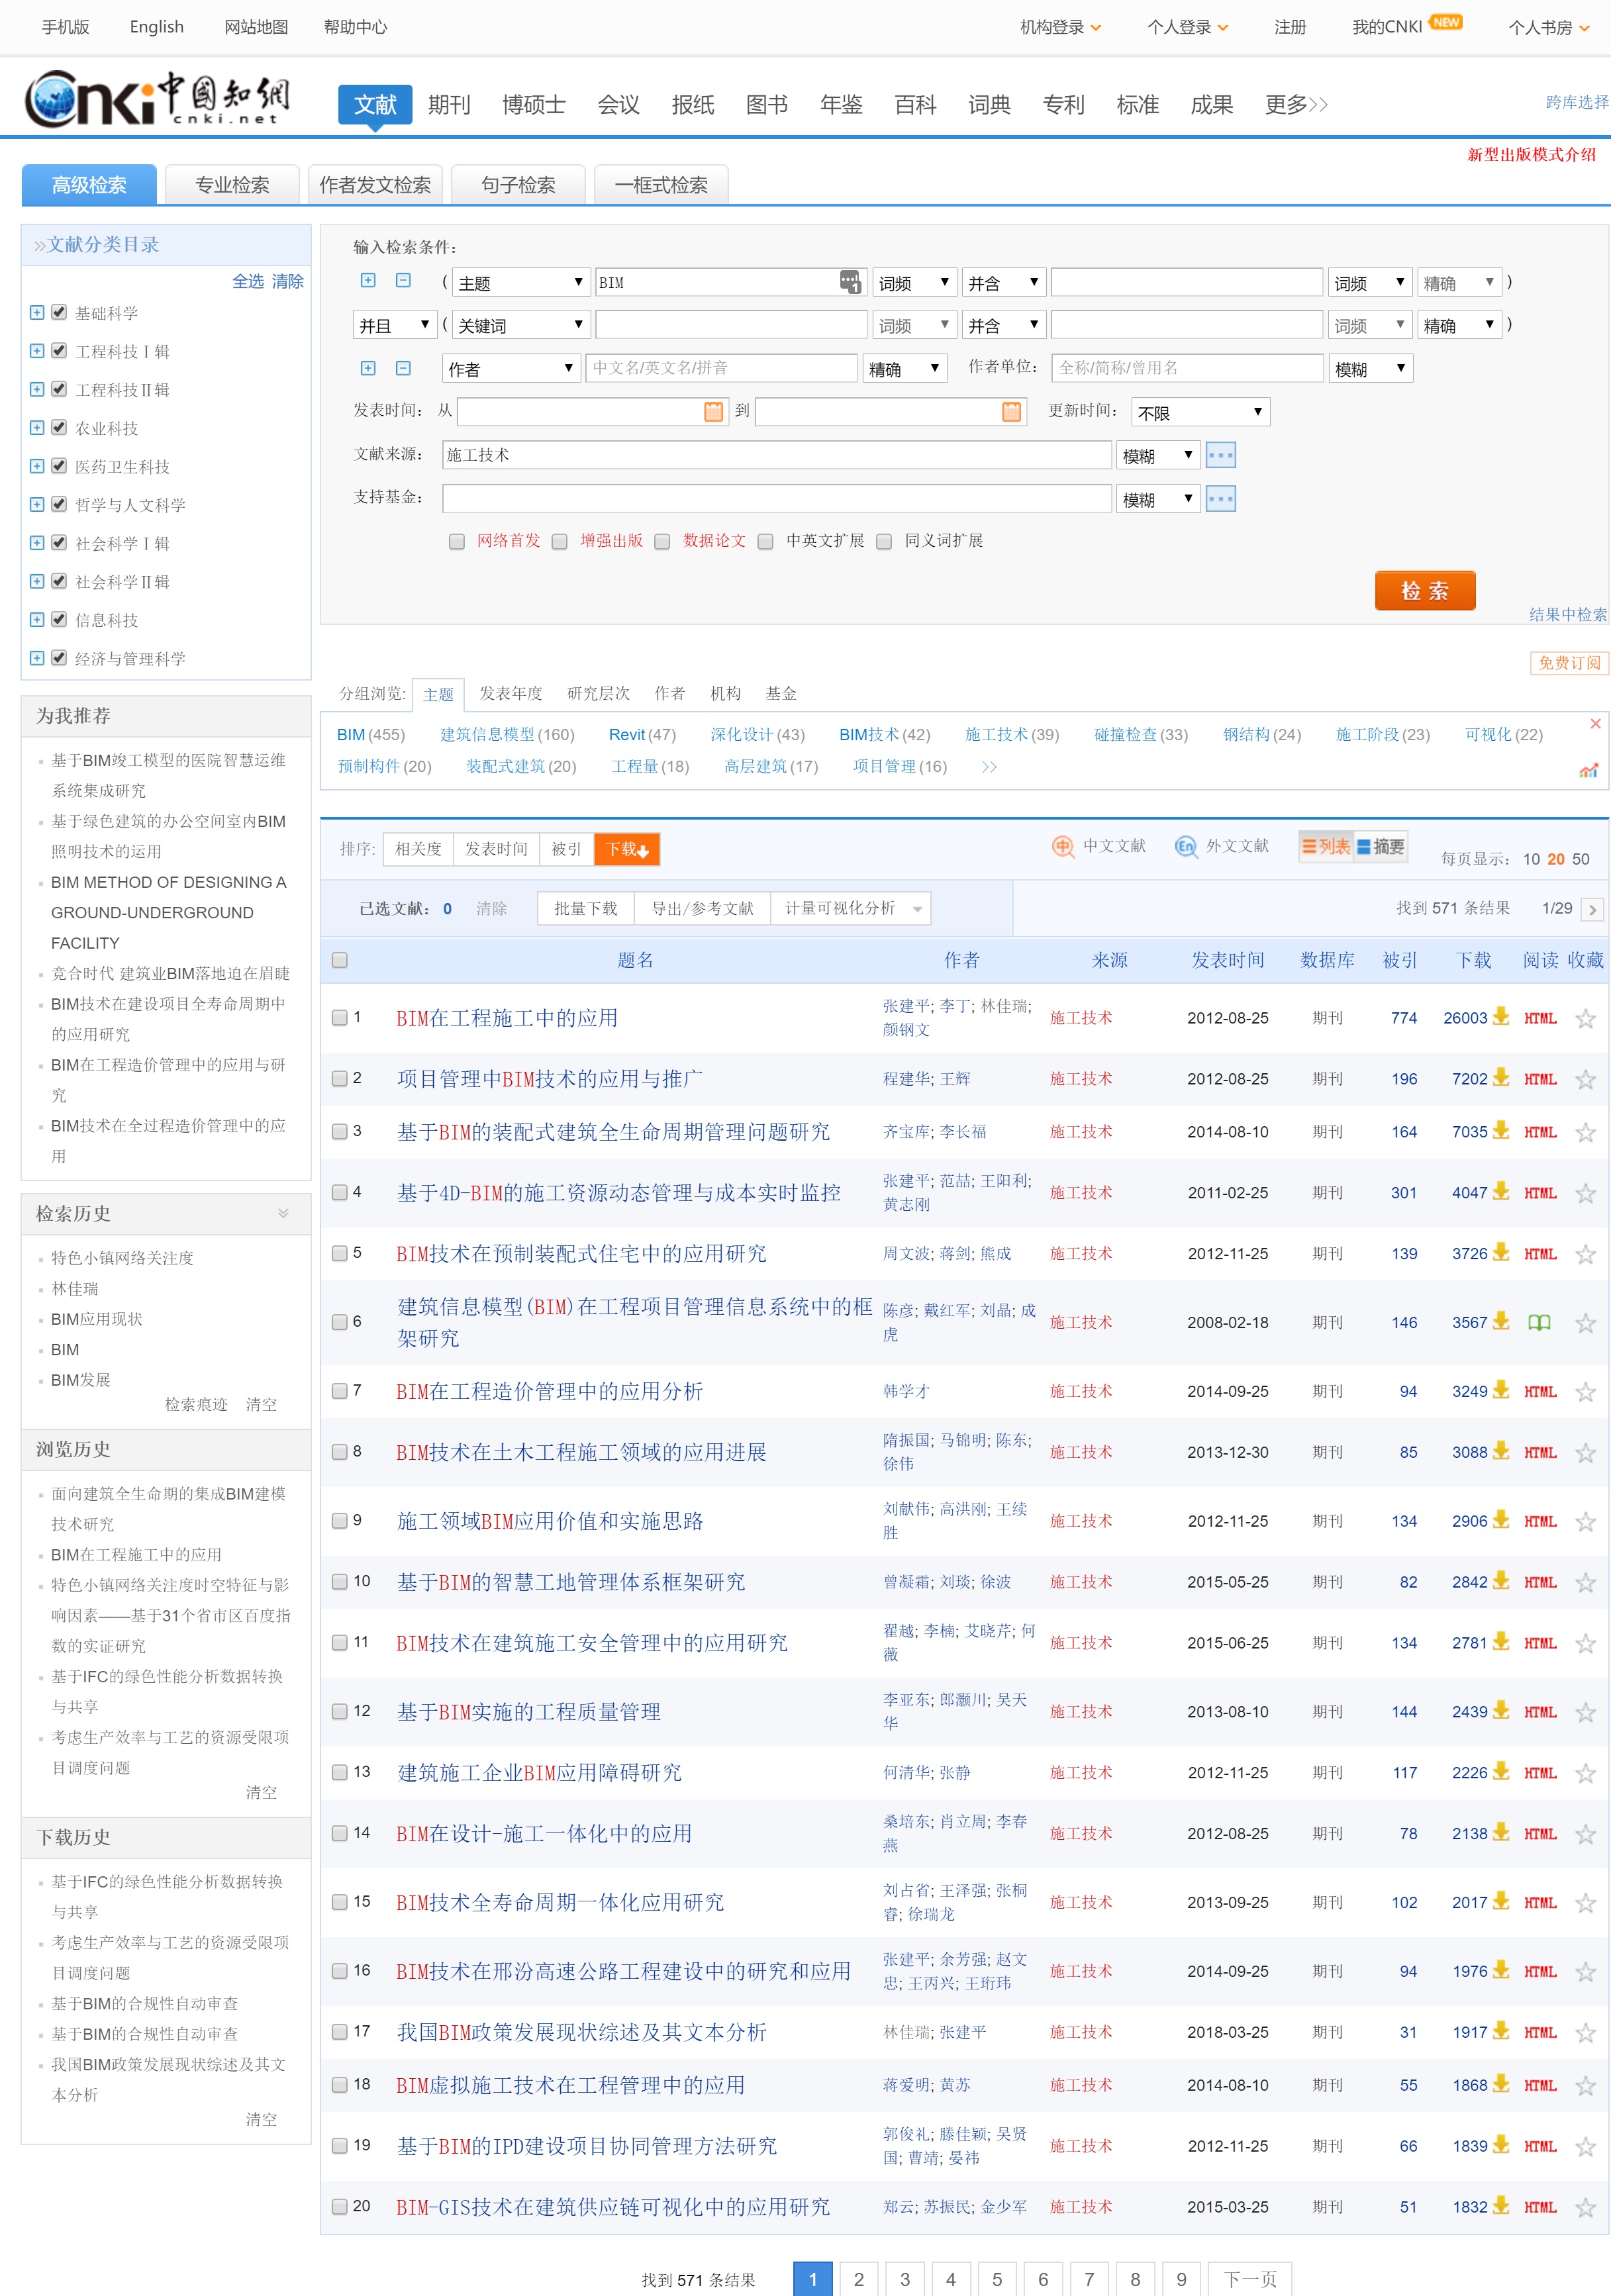 手机版 English 网站地图 帮助中心 机构登录 个人登录 注册 我的CNKI NEW 个人书房
Cnki中國知網 cnki.net
文献 期刊 博硕士 会议 报纸 图书 年鉴 百科 词典 专利 标准 成果 更多>> 跨库选择
新型出版模式介绍
高级检索 专业检索 作者发文检索 句子检索 一框式检索
文献分类目录
全选 清除
基础科学
工程科技Ⅰ辑
工程科技Ⅱ辑
农业科技
医药卫生科技
哲学与人文科学
社会科学Ⅰ辑
社会科学Ⅱ辑
信息科技
经济与管理科学
为我推荐
基于BIM竣工模型的医院智慧运维
系统集成研究
基于绿色建筑的办公空间室内BIM
照明技术的运用
BIM METHOD OF DESIGNING A
GROUND-UNDERGROUND
FACILITY
竞合时代 建筑业BIM落地迫在眉睫
BIM技术在建设项目全寿命周期中
的应用研究
BIM在工程造价管理中的应用与研
究
BIM技术在全过程造价管理中的应
用
检索历史
特色小镇网络关注度
林佳瑞
BIM应用现状
BIM
BIM发展
检索痕迹 清空
浏览历史
面向建筑全生命期的集成BIM建模
技术研究
BIM在工程施工中的应用
特色小镇网络关注度时空特征与影
响因素——基于31个省市区百度指
数的实证研究
基于IFC的绿色性能分析数据转换
与共享
考虑生产效率与工艺的资源受限项
目调度问题
清空
下载历史
基于IFC的绿色性能分析数据转换
与共享
考虑生产效率与工艺的资源受限项
目调度问题
基于BIM的合规性自动审查
基于BIM的合规性自动审查
我国BIM政策发展现状综述及其文
本分析
清空
输入检索条件：
( 主题 BIM 词频 并含 词频 精确 )
并且 ( 关键词 词频 并含 词频 精确 )
作者 中文名/英文名/拼音 精确 作者单位： 全称/简称/曾用名 模糊
发表时间： 从 到 更新时间： 不限
文献来源： 施工技术 模糊
支持基金： 模糊
网络首发 增强出版 数据论文 中英文扩展 同义词扩展
检 索
结果中检索
免费订阅
分组浏览: 主题 发表年度 研究层次 作者 机构 基金
BIM(455) 建筑信息模型(160) Revit(47) 深化设计(43) BIM技术(42) 施工技术(39) 碰撞检查(33) 钢结构(24) 施工阶段(23) 可视化(22)
预制构件(20) 装配式建筑(20) 工程量(18) 高层建筑(17) 项目管理(16) >>
排序: 相关度 发表时间 被引 下载 中 中文文献 En 外文文献 列表 摘要 每页显示： 10 20 50
已选文献： 0 清除 批量下载 导出/参考文献 计量可视化分析 找到 571 条结果 1/29
题名 作者 来源 发表时间 数据库 被引 下载 阅读 收藏
1 BIM在工程施工中的应用 张建平; 李丁; 林佳瑞; 颜钢文 施工技术 2012-08-25 期刊 774 26003 HTML
2 项目管理中BIM技术的应用与推广 程建华; 王辉 施工技术 2012-08-25 期刊 196 7202 HTML
3 基于BIM的装配式建筑全生命周期管理问题研究 齐宝库; 李长福 施工技术 2014-08-10 期刊 164 7035 HTML
4 基于4D-BIM的施工资源动态管理与成本实时监控 张建平; 范喆; 王阳利; 黄志刚 施工技术 2011-02-25 期刊 301 4047 HTML
5 BIM技术在预制装配式住宅中的应用研究 周文波; 蒋剑; 熊成 施工技术 2012-11-25 期刊 139 3726 HTML
6 建筑信息模型(BIM)在工程项目管理信息系统中的框架研究 陈彦; 戴红军; 刘晶; 成虎 施工技术 2008-02-18 期刊 146 3567
7 BIM在工程造价管理中的应用分析 韩学才 施工技术 2014-09-25 期刊 94 3249 HTML
8 BIM技术在土木工程施工领域的应用进展 隋振国; 马锦明; 陈东; 徐伟 施工技术 2013-12-30 期刊 85 3088 HTML
9 施工领域BIM应用价值和实施思路 刘献伟; 高洪刚; 王续胜 施工技术 2012-11-25 期刊 134 2906 HTML
10 基于BIM的智慧工地管理体系框架研究 曾凝霜; 刘琰; 徐波 施工技术 2015-05-25 期刊 82 2842 HTML
11 BIM技术在建筑施工安全管理中的应用研究 翟越; 李楠; 艾晓芹; 何薇 施工技术 2015-06-25 期刊 134 2781 HTML
12 基于BIM实施的工程质量管理 李亚东; 郎灏川; 吴天华 施工技术 2013-08-10 期刊 144 2439 HTML
13 建筑施工企业BIM应用障碍研究 何清华; 张静 施工技术 2012-11-25 期刊 117 2226 HTML
14 BIM在设计-施工一体化中的应用 桑培东; 肖立周; 李春燕 施工技术 2012-08-25 期刊 78 2138 HTML
15 BIM技术全寿命周期一体化应用研究 刘占省; 王泽强; 张桐睿; 徐瑞龙 施工技术 2013-09-25 期刊 102 2017 HTML
16 BIM技术在邢汾高速公路工程建设中的研究和应用 张建平; 余芳强; 赵文忠; 王丙兴; 王珩玮 施工技术 2014-09-25 期刊 94 1976 HTML
17 我国BIM政策发展现状综述及其文本分析 林佳瑞; 张建平 施工技术 2018-03-25 期刊 31 1917 HTML
18 BIM虚拟施工技术在工程管理中的应用 蒋爱明; 黄苏 施工技术 2014-08-10 期刊 55 1868 HTML
19 基于BIM的IPD建设项目协同管理方法研究 郭俊礼; 滕佳颖; 吴贤国; 曹靖; 晏祎 施工技术 2012-11-25 期刊 66 1839 HTML
20 BIM-GIS技术在建筑供应链可视化中的应用研究 郑云; 苏振民; 金少军 施工技术 2015-03-25 期刊 51 1832 HTML
找到 571 条结果 1 2 3 4 5 6 7 8 9 下一页